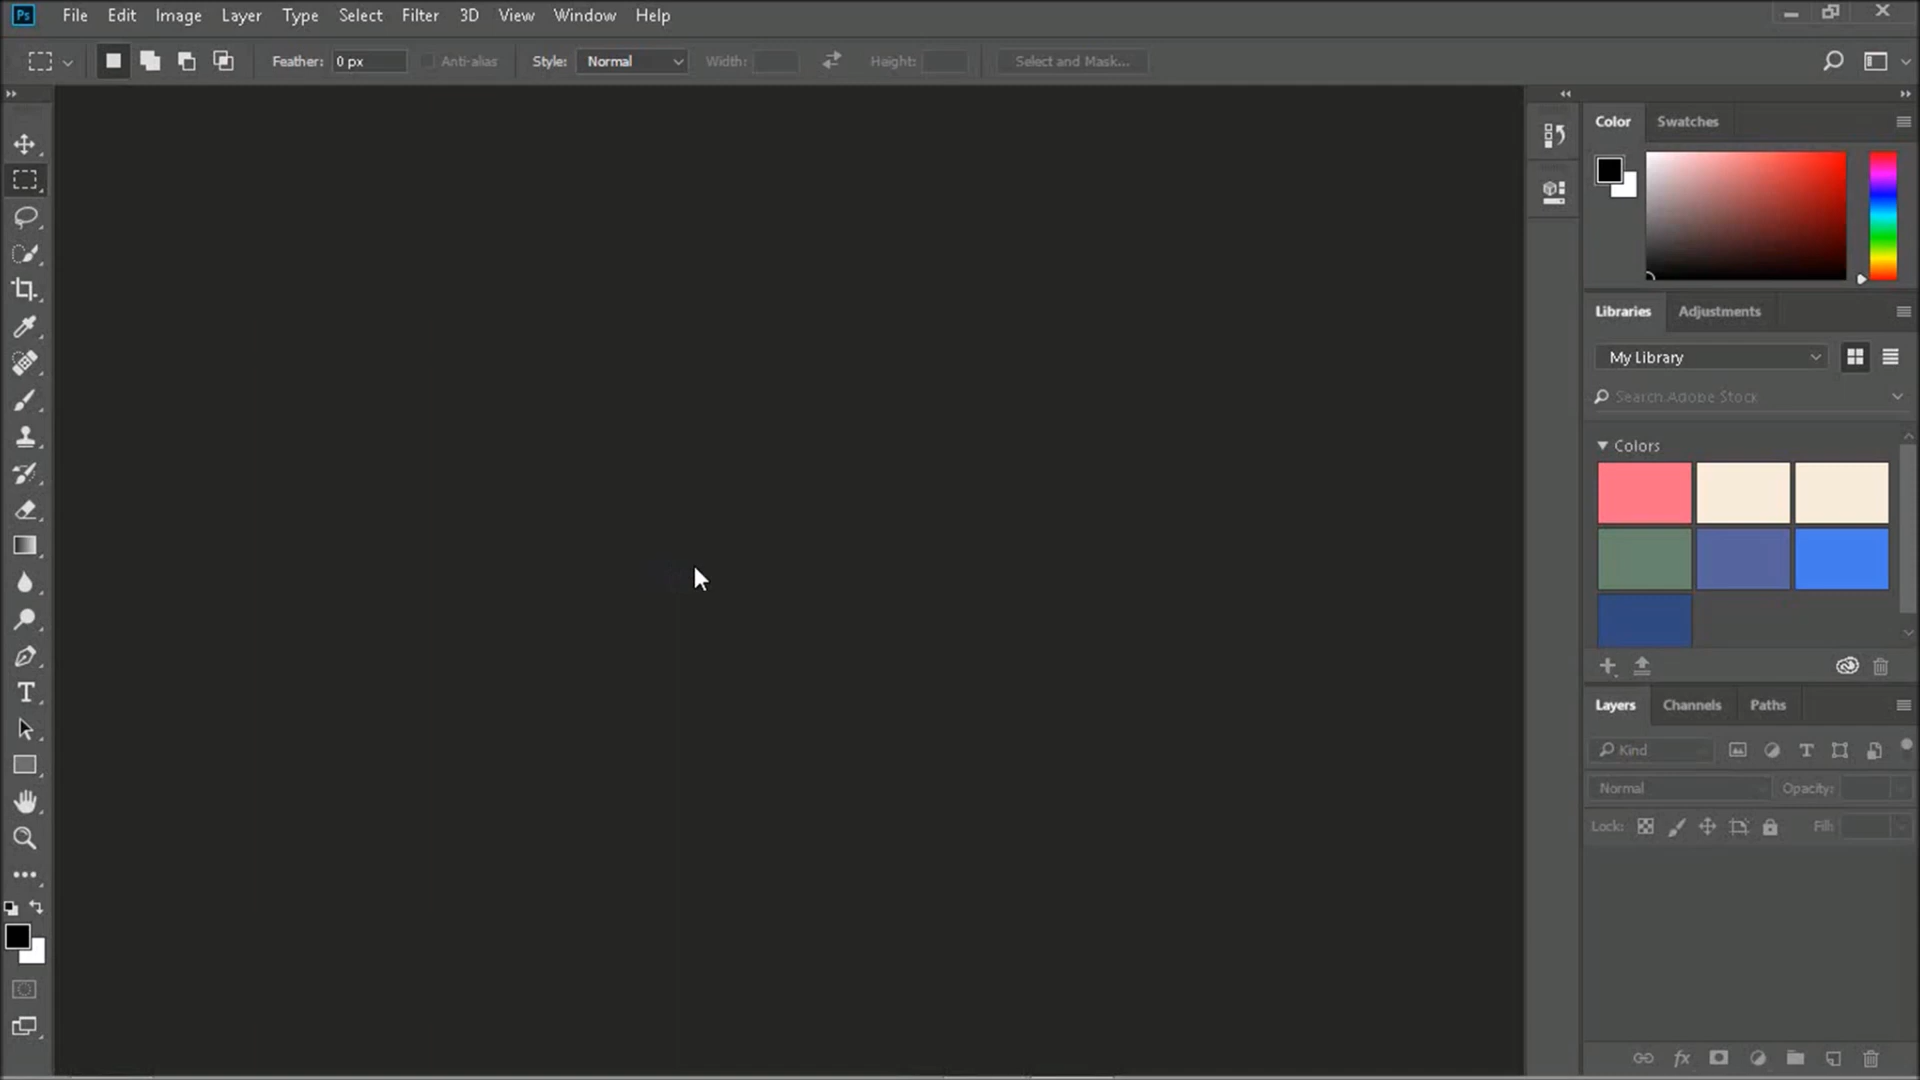 Ps File Edit Image Layer Type Select Filter 3D View Window Help
Feather: 0 px Anti-alias Style: Normal Width: Height: Select and Mask...
Color Swatches
Libraries Adjustments
My Library
Search Adobe Stock
Colors
Layers Channels Paths
Kind
Normal Opacity:
Lock: Fill: